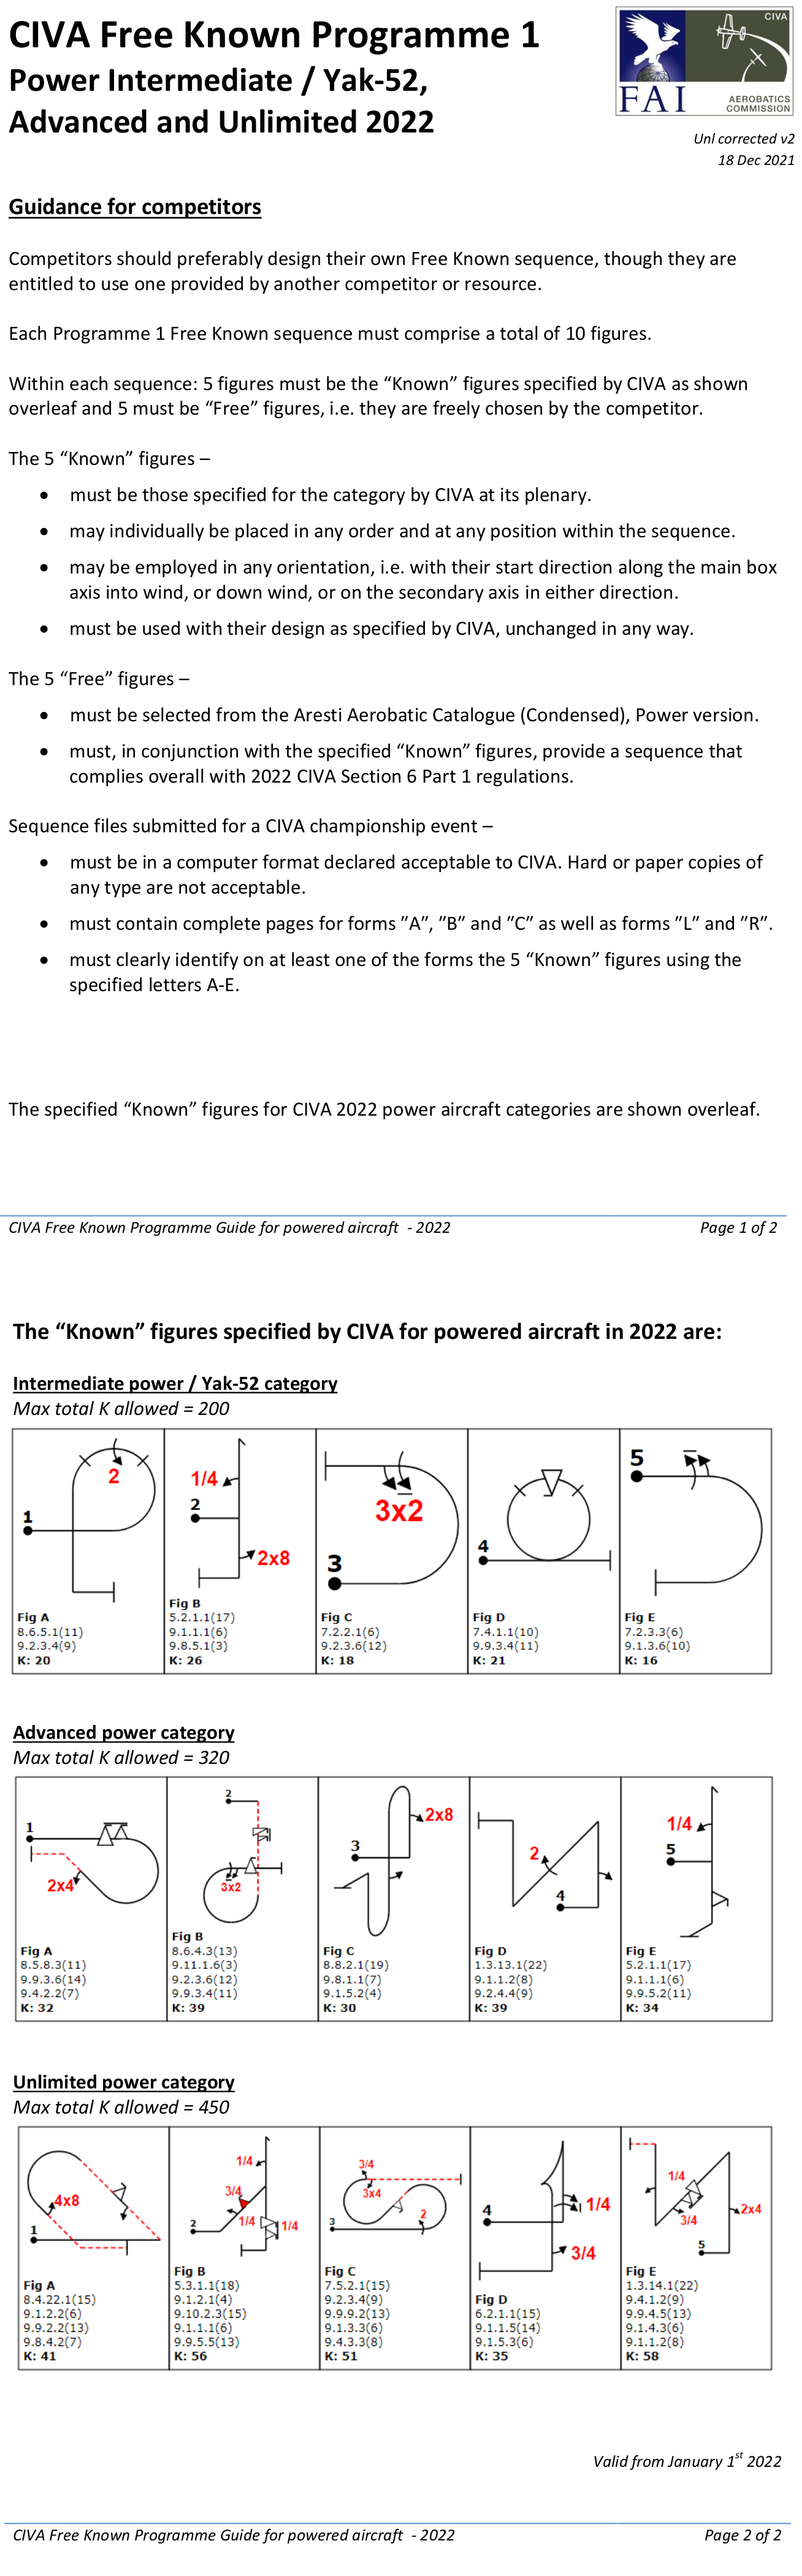 CIVA Free Known Programme 1
Power Intermediate / Yak-52,
Advanced and Unlimited 2022
CIVA
FAI
AEROBATICS
COMMISSION
Unl corrected v2
18 Dec 2021
Guidance for competitors
Competitors should preferably design their own Free Known sequence, though they are
entitled to use one provided by another competitor or resource.
Each Programme 1 Free Known sequence must comprise a total of 10 figures.
Within each sequence: 5 figures must be the “Known” figures specified by CIVA as shown
overleaf and 5 must be “Free” figures, i.e. they are freely chosen by the competitor.
The 5 “Known” figures –
• must be those specified for the category by CIVA at its plenary.
• may individually be placed in any order and at any position within the sequence.
• may be employed in any orientation, i.e. with their start direction along the main box
axis into wind, or down wind, or on the secondary axis in either direction.
• must be used with their design as specified by CIVA, unchanged in any way.
The 5 “Free” figures –
• must be selected from the Aresti Aerobatic Catalogue (Condensed), Power version.
• must, in conjunction with the specified “Known” figures, provide a sequence that
complies overall with 2022 CIVA Section 6 Part 1 regulations.
Sequence files submitted for a CIVA championship event –
• must be in a computer format declared acceptable to CIVA. Hard or paper copies of
any type are not acceptable.
• must contain complete pages for forms ”A”, ”B” and ”C” as well as forms ”L” and ”R”.
• must clearly identify on at least one of the forms the 5 “Known” figures using the
specified letters A-E.
The specified “Known” figures for CIVA 2022 power aircraft categories are shown overleaf.
CIVA Free Known Programme Guide for powered aircraft - 2022
Page 1 of 2
The “Known” figures specified by CIVA for powered aircraft in 2022 are:
Intermediate power / Yak-52 category
Max total K allowed = 200
1
2
Fig A
8.6.5.1(11)
9.2.3.4(9)
K: 20
1/4
2
2x8
Fig B
5.2.1.1(17)
9.1.1.1(6)
9.8.5.1(3)
K: 26
3x2
3
Fig C
7.2.2.1(6)
9.2.3.6(12)
K: 18
4
Fig D
7.4.1.1(10)
9.9.3.4(11)
K: 21
5
Fig E
7.2.3.3(6)
9.1.3.6(10)
K: 16
Advanced power category
Max total K allowed = 320
1
2x4
Fig A
8.5.8.3(11)
9.9.3.6(14)
9.4.2.2(7)
K: 32
2
3x2
Fig B
8.6.4.3(13)
9.11.1.6(3)
9.2.3.6(12)
9.9.3.4(11)
K: 39
2x8
3
Fig C
8.8.2.1(19)
9.8.1.1(7)
9.1.5.2(4)
K: 30
2
4
Fig D
1.3.13.1(22)
9.1.1.2(8)
9.2.4.4(9)
K: 39
1/4
5
Fig E
5.2.1.1(17)
9.1.1.1(6)
9.9.5.2(11)
K: 34
Unlimited power category
Max total K allowed = 450
4x8
1
Fig A
8.4.22.1(15)
9.1.2.2(6)
9.9.2.2(13)
9.8.4.2(7)
K: 41
1/4
3/4
2
1/4
1/4
Fig B
5.3.1.1(18)
9.1.2.1(4)
9.10.2.3(15)
9.1.1.1(6)
9.9.5.5(13)
K: 56
3/4
3x4
3
2
Fig C
7.5.2.1(15)
9.2.3.4(9)
9.9.9.2(13)
9.1.3.3(6)
9.4.3.3(8)
K: 51
4
1/4
3/4
Fig D
6.2.1.1(15)
9.1.1.5(14)
9.1.5.3(6)
K: 35
1/4
3/4
2x4
5
Fig E
1.3.14.1(22)
9.4.1.2(9)
9.9.4.5(13)
9.1.4.3(6)
9.1.1.2(8)
K: 58
Valid from January 1st 2022
CIVA Free Known Programme Guide for powered aircraft - 2022
Page 2 of 2